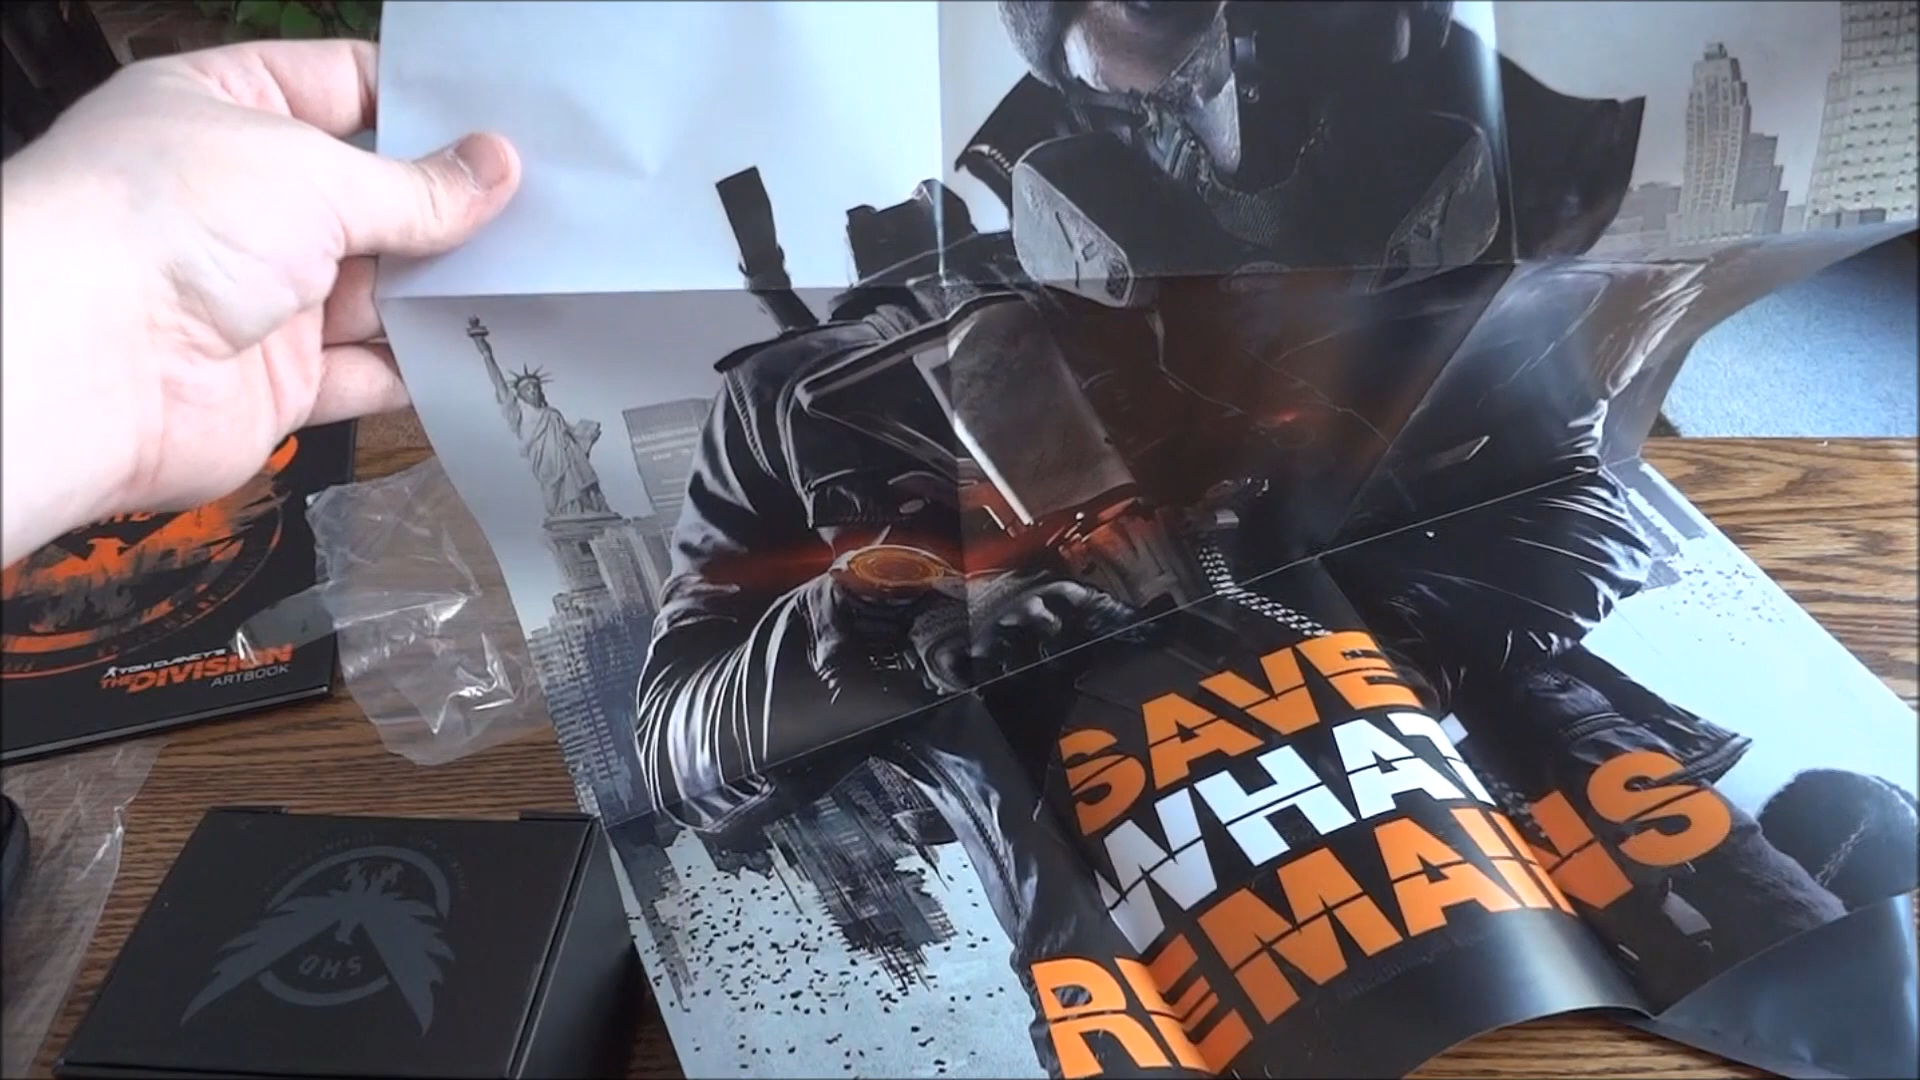 TOM CLANCY'S
THE DIVISION
ARTBOOK
SHD
SAVE
WHAT
REMAINS